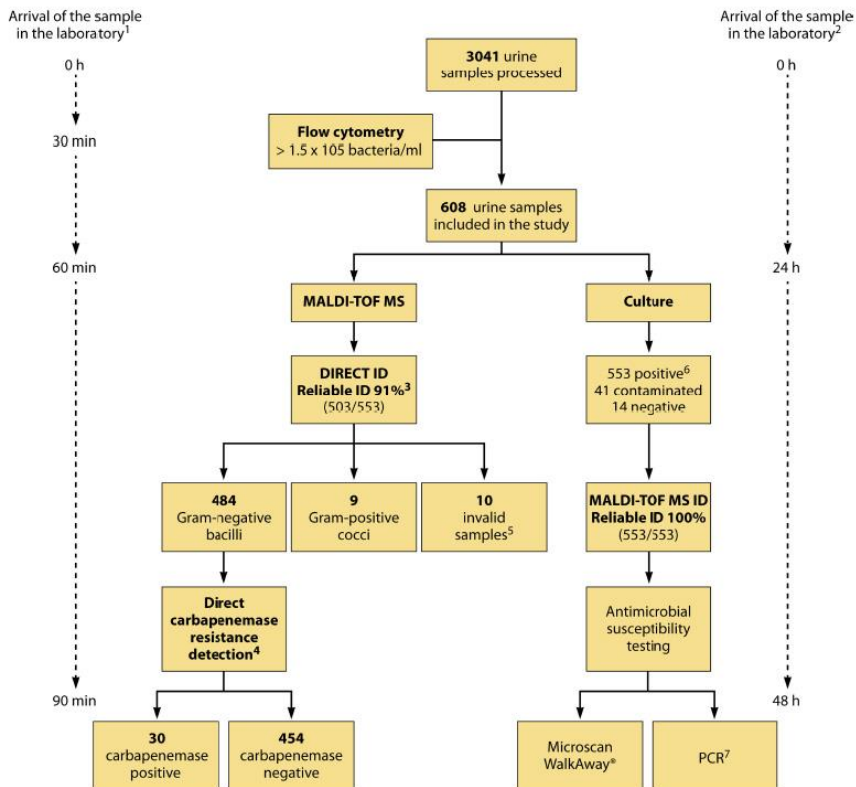 Arrival of the sample
in the laboratory¹
0 h
30 min
60 min
90 min
3041 urine
samples processed
Flow cytometry
> 1.5 x 105 bacteria/ml
608 urine samples
included in the study
MALDI-TOF MS
DIRECT ID
Reliable ID 91%³
(503/553)
484
Gram-negative
bacilli
9
Gram-positive
cocci
10
invalid
samples⁵
Direct
carbapenemase
resistance
detection⁴
30
carbapenemase
positive
454
carbapenemase
negative
Culture
553 positive⁶
41 contaminated
14 negative
MALDI-TOF MS ID
Reliable ID 100%
(553/553)
Antimicrobial
susceptibility
testing
Microscan
WalkAway®
PCR⁷
Arrival of the sample
in the laboratory²
0 h
24 h
48 h